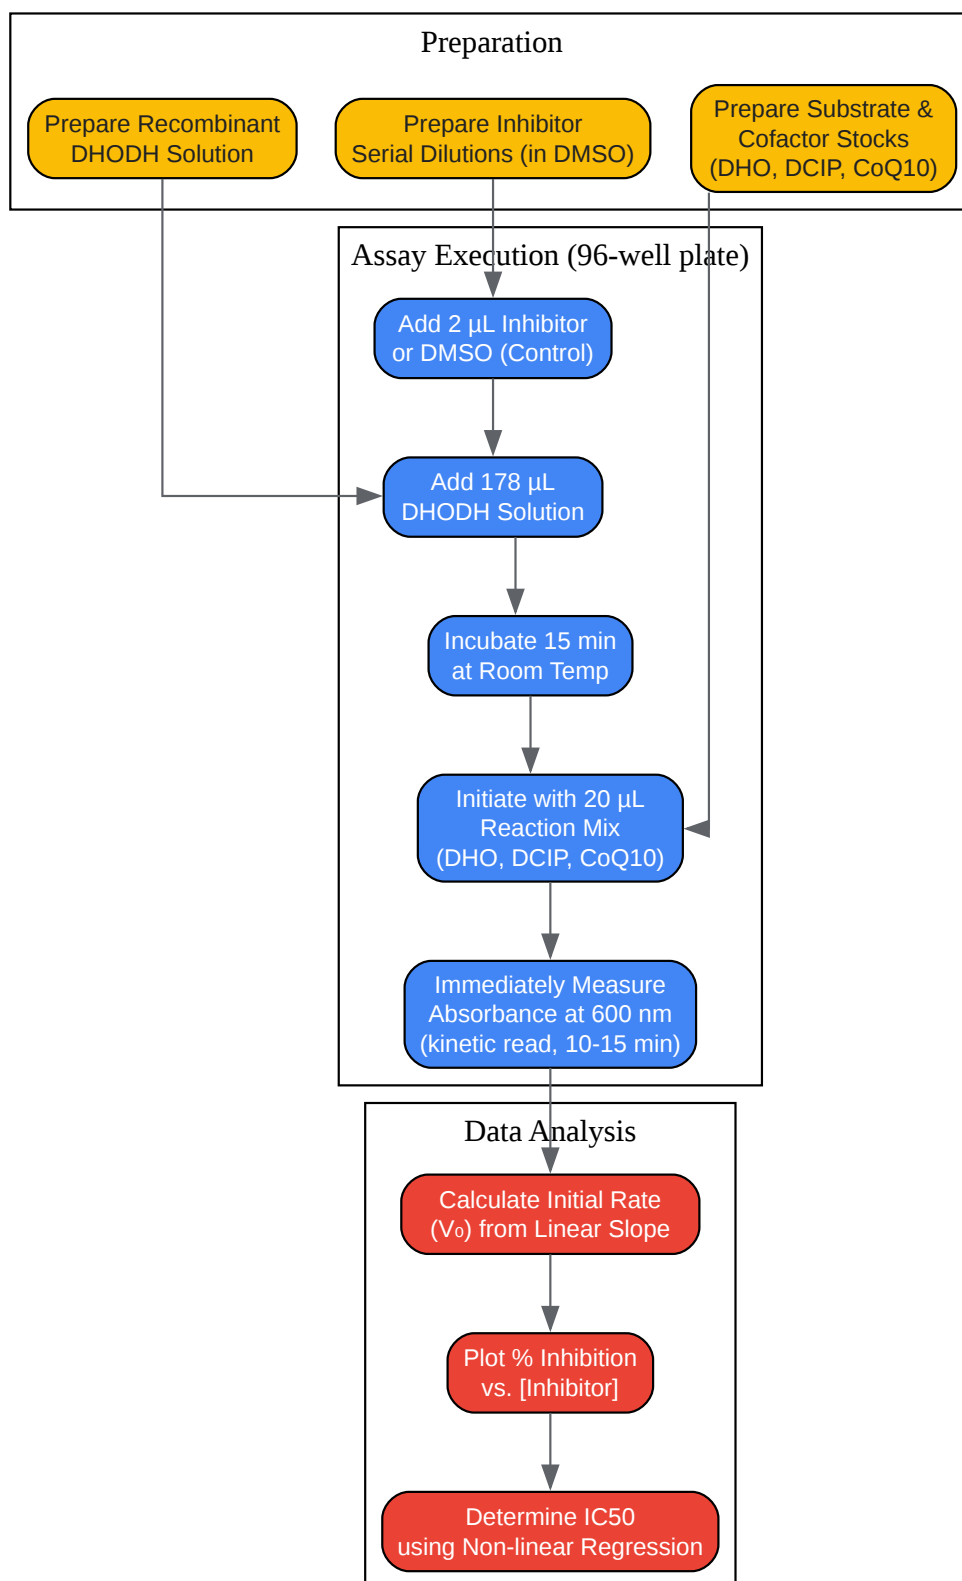 Preparation
Prepare Recombinant
DHODH Solution
Prepare Inhibitor
Serial Dilutions (in DMSO)
Prepare Substrate &
Cofactor Stocks
(DHO, DCIP, CoQ10)
Assay Execution (96-well plate)
Add 2 µL Inhibitor
or DMSO (Control)
Add 178 µL
DHODH Solution
Incubate 15 min
at Room Temp
Initiate with 20 µL
Reaction Mix
(DHO, DCIP, CoQ10)
Immediately Measure
Absorbance at 600 nm
(kinetic read, 10-15 min)
Data Analysis
Calculate Initial Rate
(V₀) from Linear Slope
Plot % Inhibition
vs. [Inhibitor]
Determine IC50
using Non-linear Regression